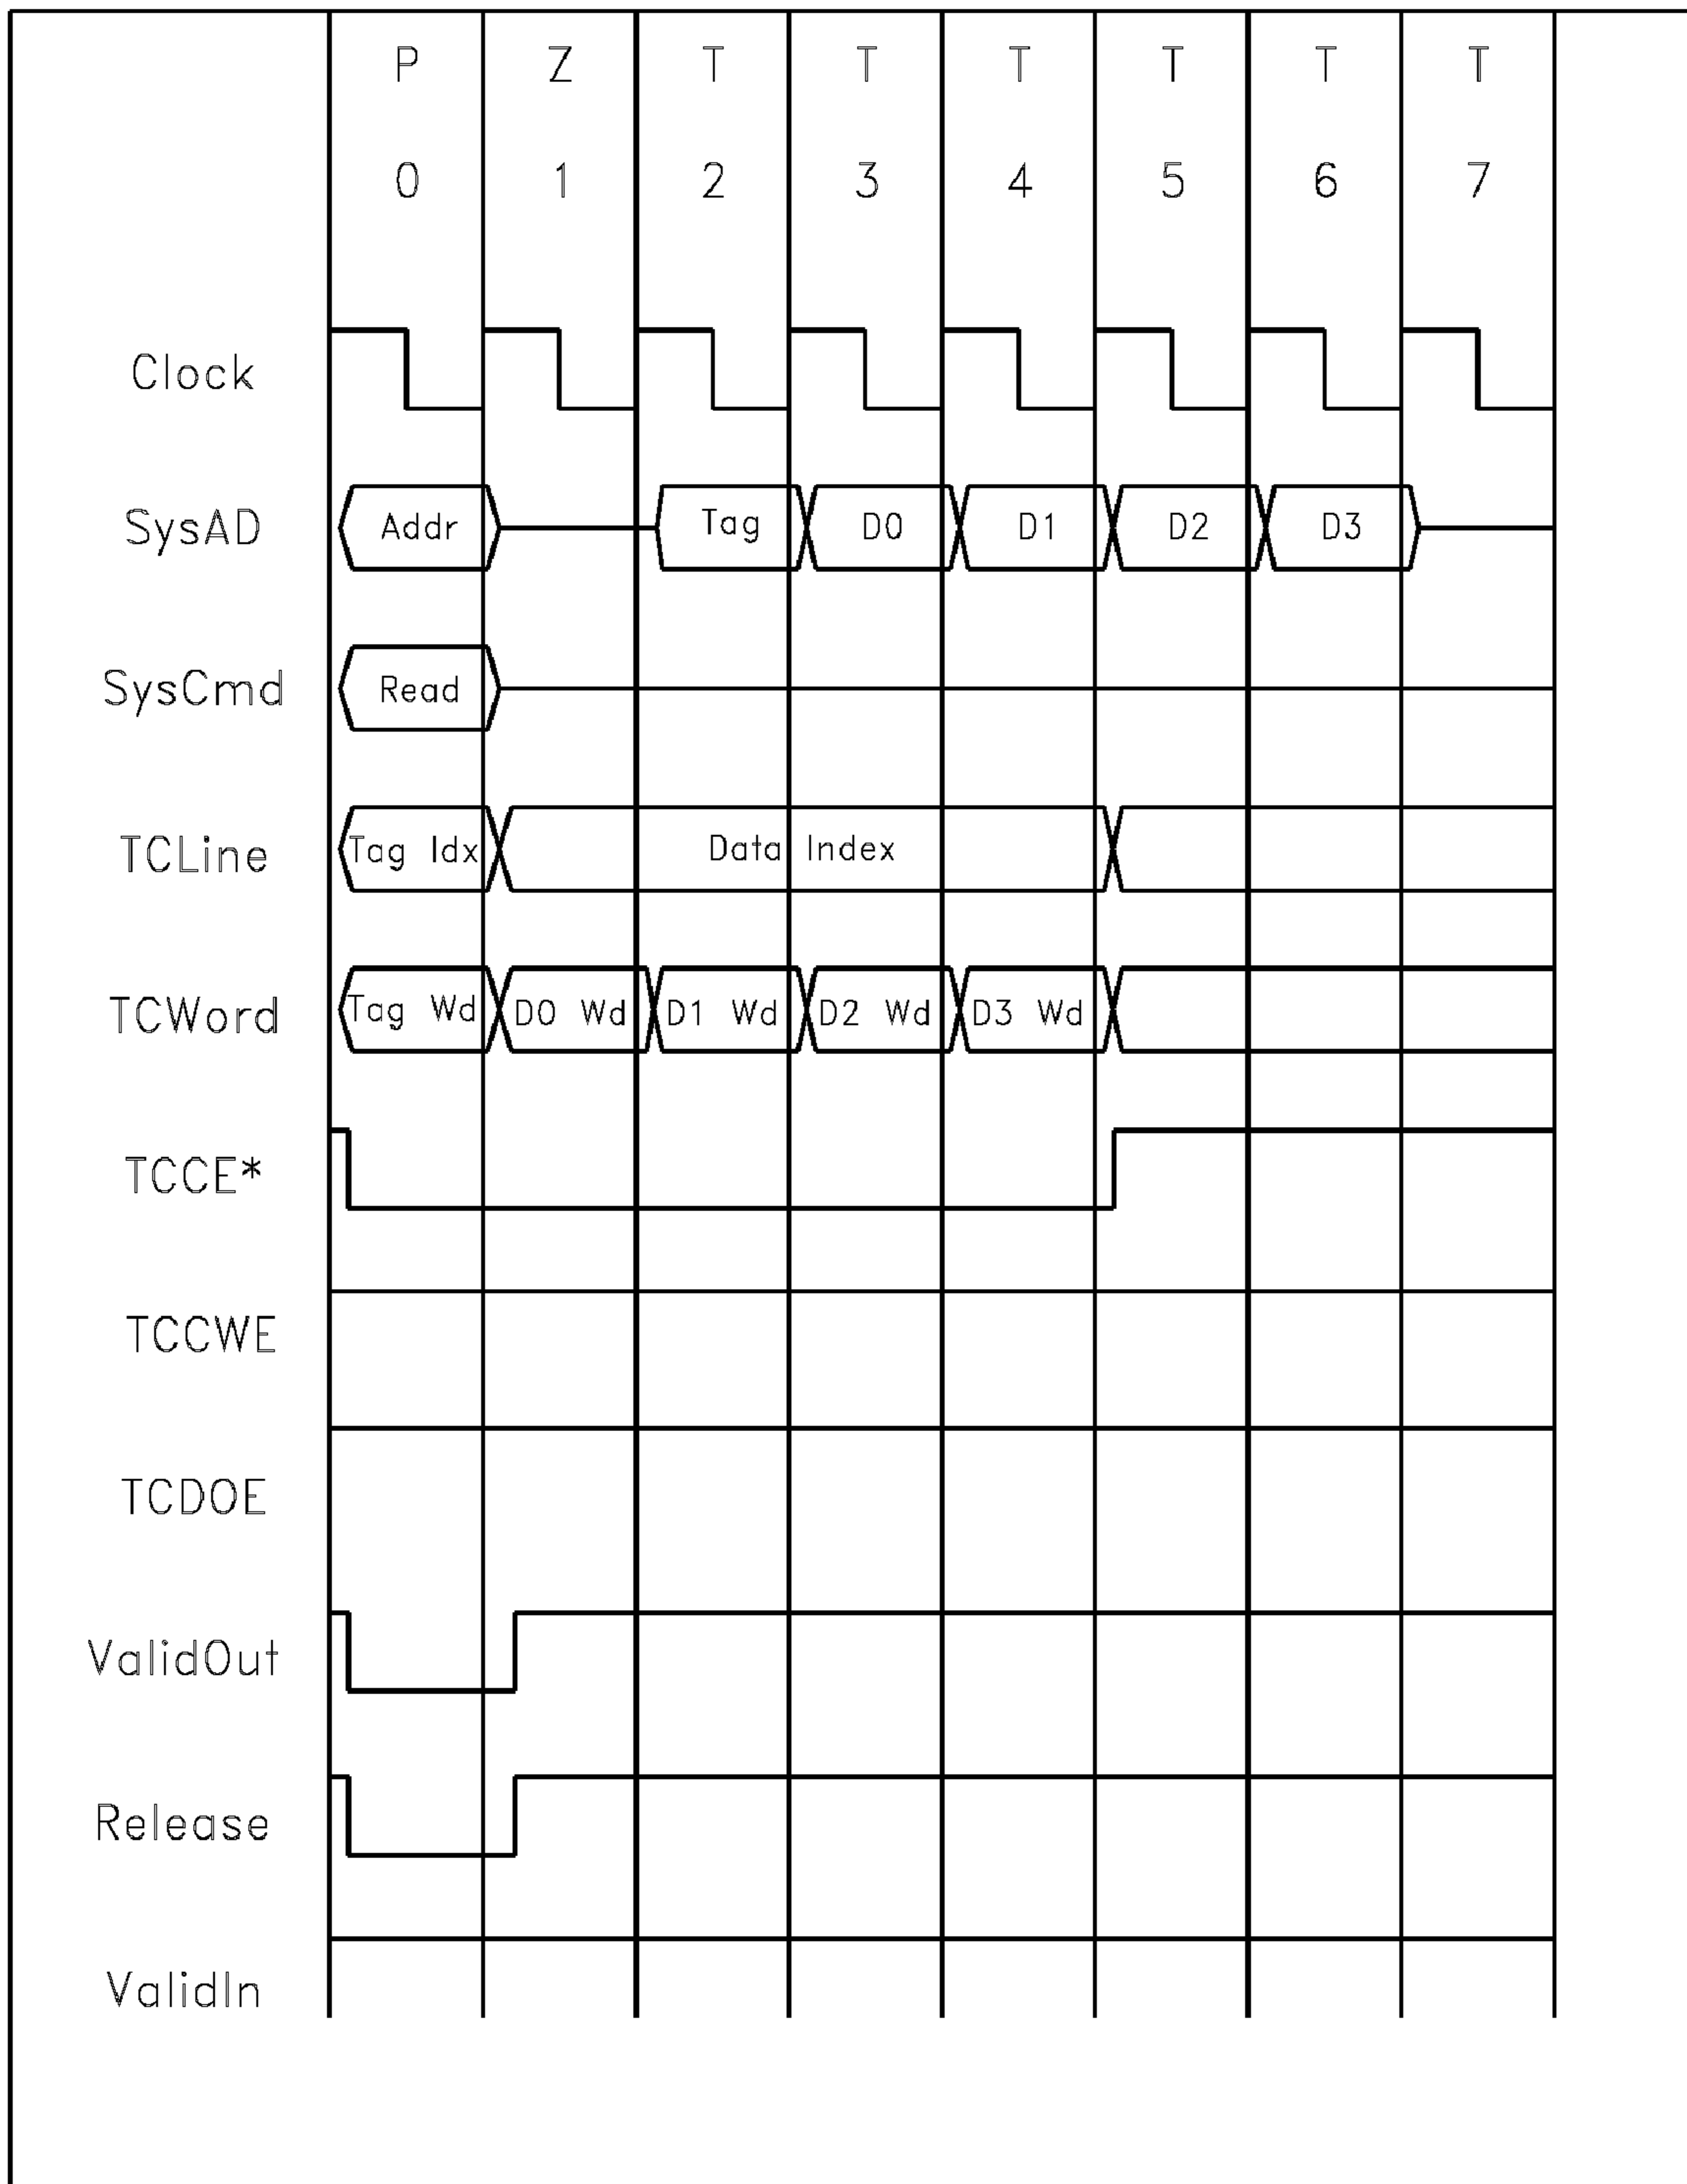 P Z T T T T T T
0 1 2 3 4 5 6 7
Clock
SysAD Addr Tag D0 D1 D2 D3
SysCmd Read
TCLine Tag Idx Data Index
TCWord Tag Wd D0 Wd D1 Wd D2 Wd D3 Wd
TCCE*
TCCWE
TCDOE
ValidOut
Release
ValidIn